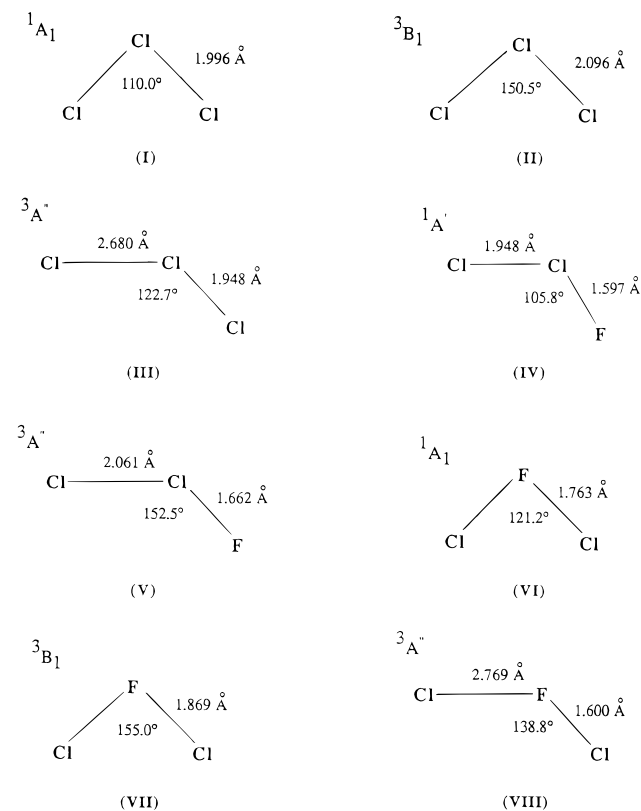 ¹A₁
Cl
1.996 Å
110.0°
Cl Cl
(I)
³B₁
Cl
2.096 Å
150.5°
Cl Cl
(II)
³A"
2.680 Å
Cl Cl
122.7° 1.948 Å
Cl
(III)
¹A'
1.948 Å
Cl Cl
105.8° 1.597 Å
F
(IV)
³A"
2.061 Å
Cl Cl
152.5° 1.662 Å
F
(V)
¹A₁
F
1.763 Å
121.2°
Cl Cl
(VI)
³B₁
F
1.869 Å
155.0°
Cl Cl
(VII)
³A"
2.769 Å
Cl F
138.8° 1.600 Å
Cl
(VIII)